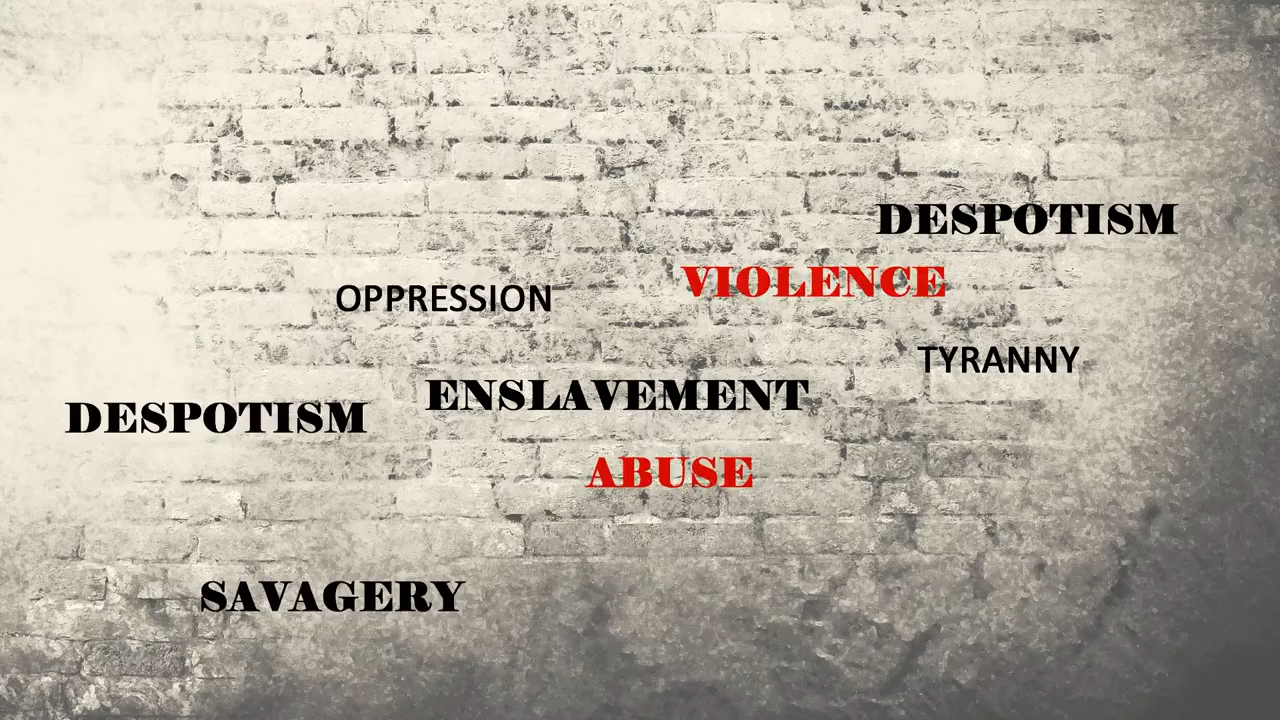 DESPOTISM
VIOLENCE
OPPRESSION
TYRANNY
ENSLAVEMENT
DESPOTISM
ABUSE
SAVAGERY